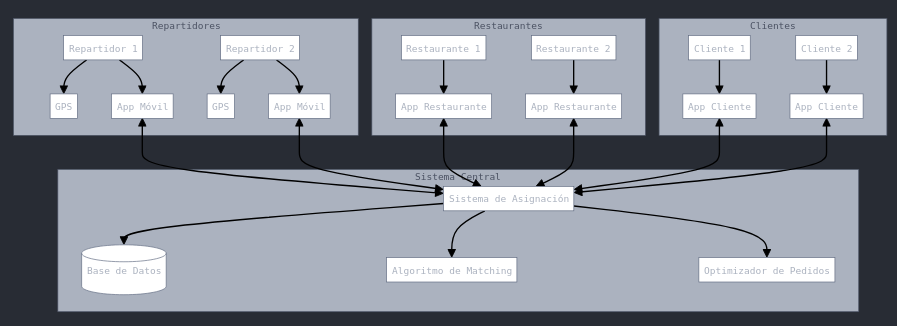 Repartidores
Restaurantes
Clientes
Repartidor 1
Repartidor 2
Restaurante 1
Restaurante 2
Cliente 1
Cliente 2
GPS
App Móvil
GPS
App Móvil
App Restaurante
App Restaurante
App Cliente
App Cliente
Sistema Central
Sistema de Asignación
Base de Datos
Algoritmo de Matching
Optimizador de Pedidos